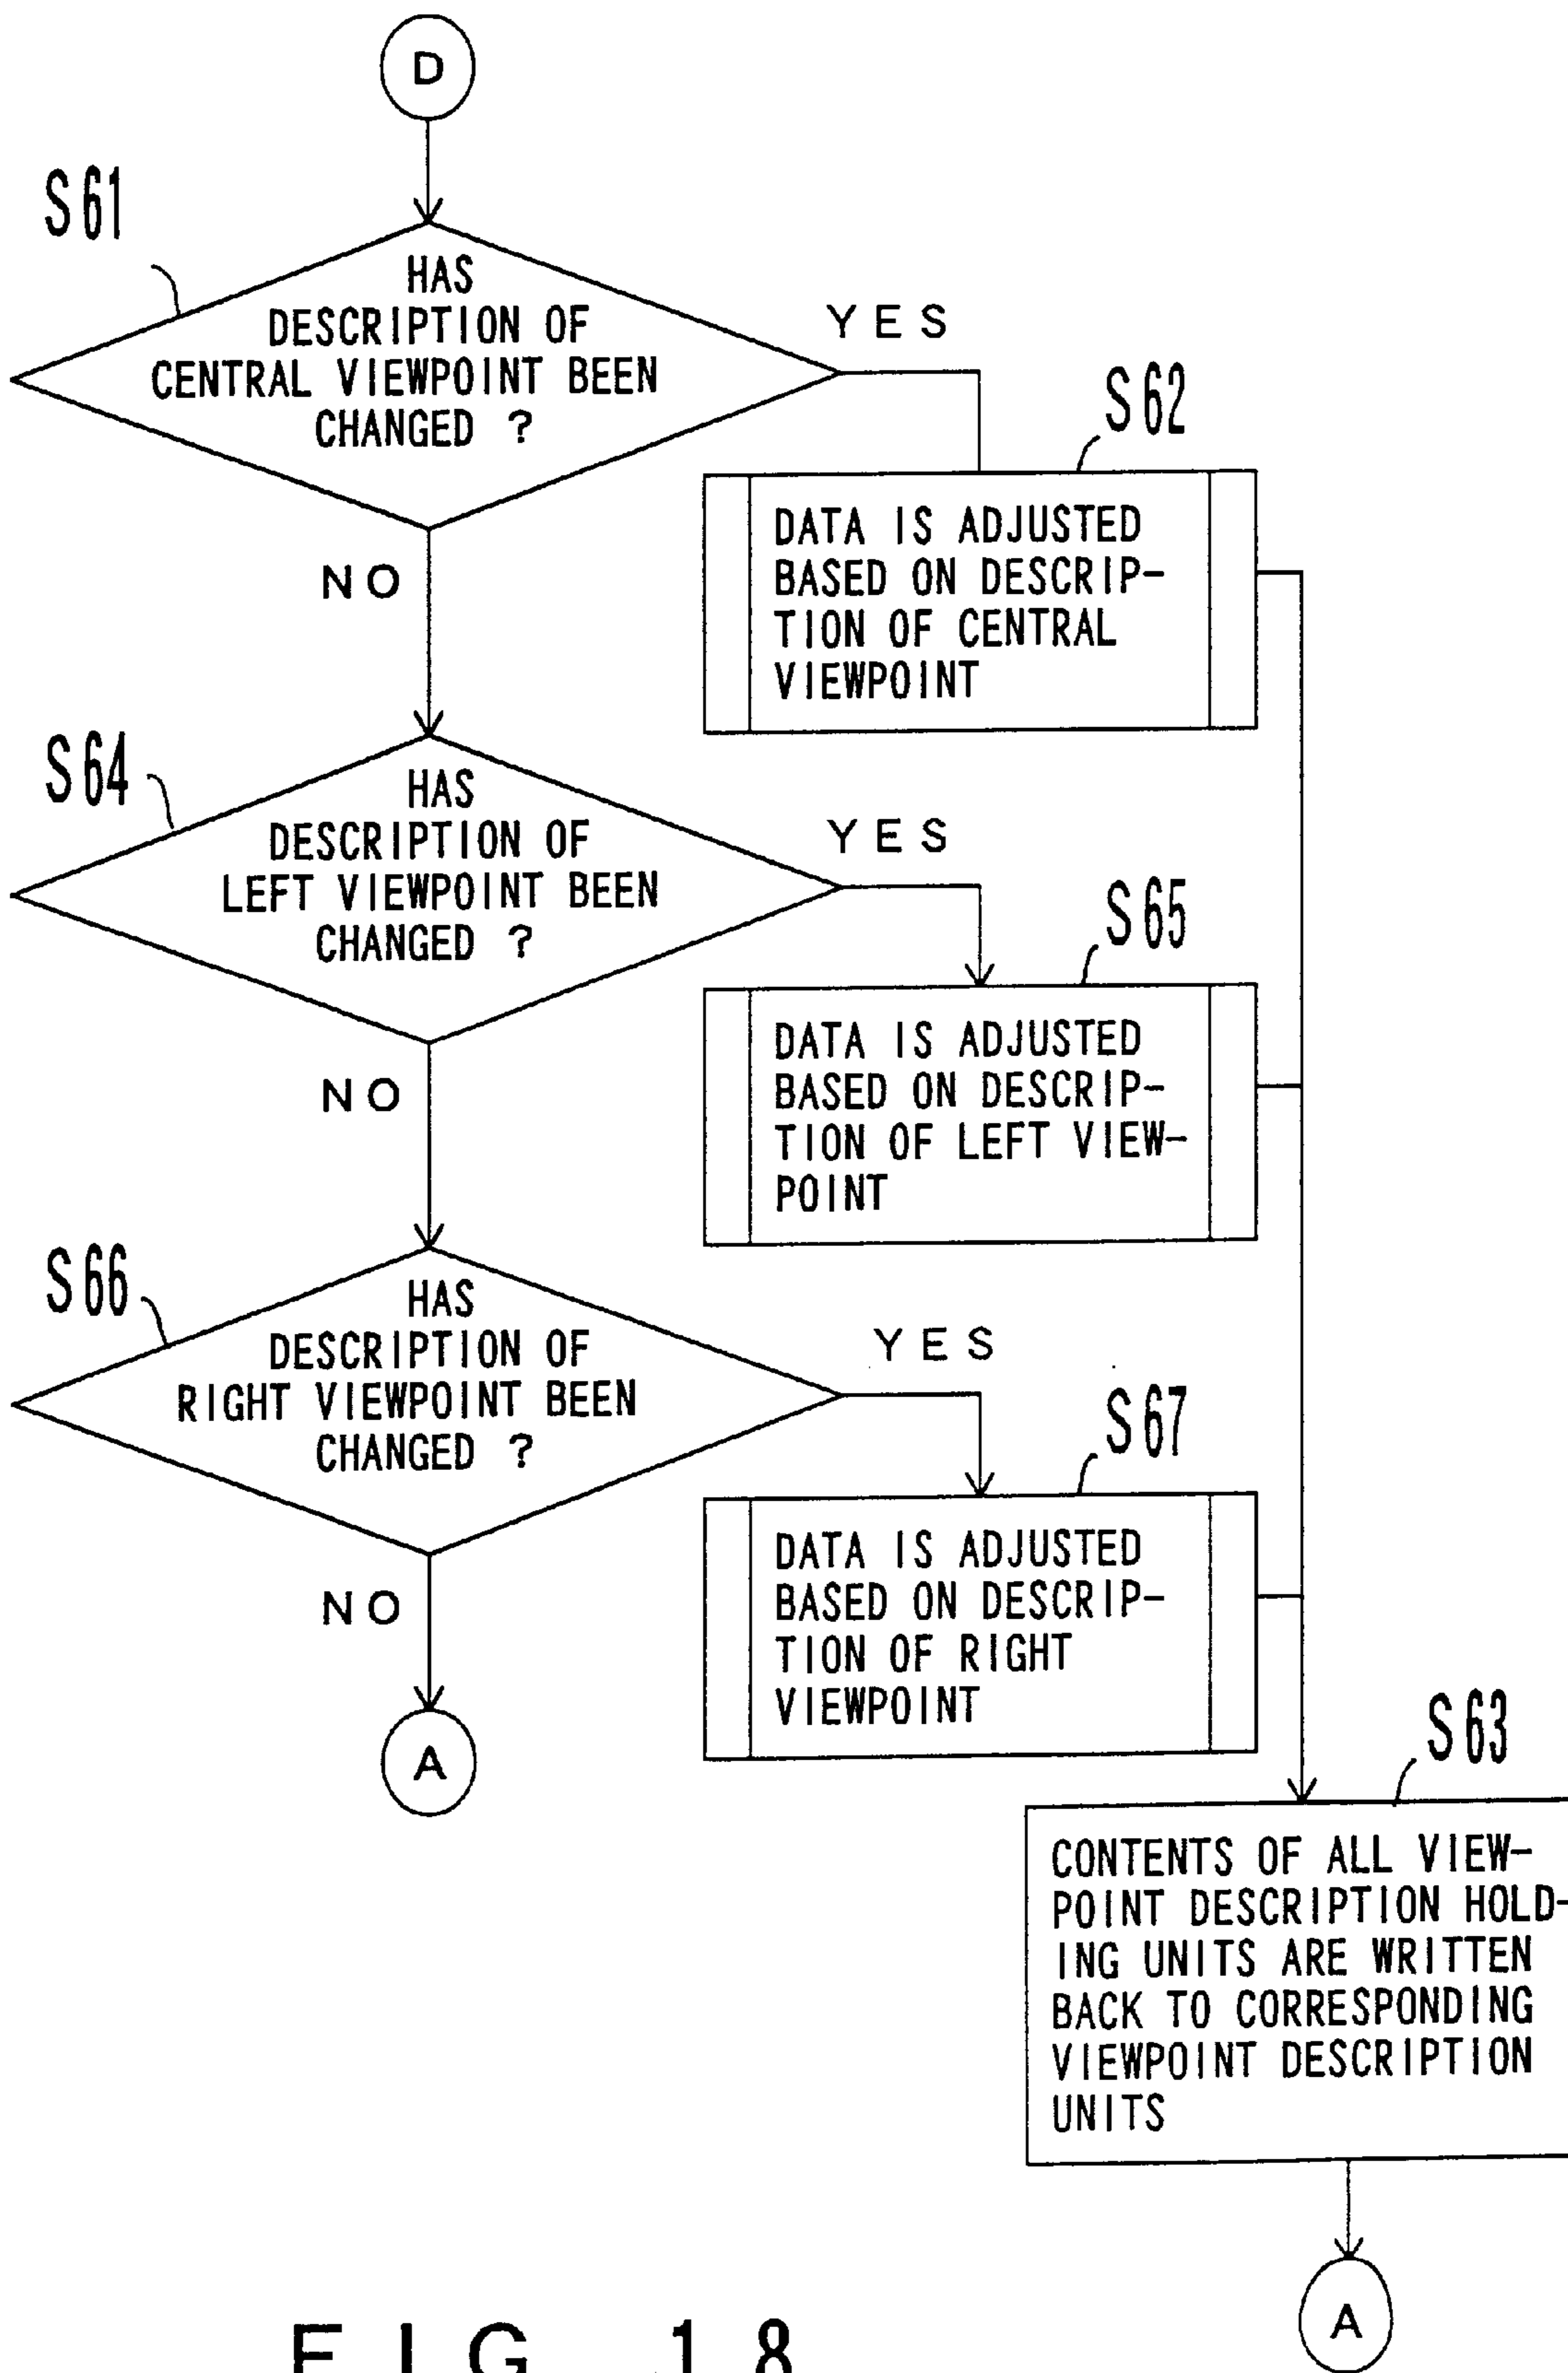 D
S61
HAS
DESCRIPTION OF
CENTRAL VIEWPOINT BEEN
CHANGED ?
YES
NO
S62
DATA IS ADJUSTED
BASED ON DESCRIP-
TION OF CENTRAL
VIEWPOINT
S64
HAS
DESCRIPTION OF
LEFT VIEWPOINT BEEN
CHANGED ?
YES
NO
S65
DATA IS ADJUSTED
BASED ON DESCRIP-
TION OF LEFT VIEW-
POINT
S66
HAS
DESCRIPTION OF
RIGHT VIEWPOINT BEEN
CHANGED ?
YES
NO
S67
DATA IS ADJUSTED
BASED ON DESCRIP-
TION OF RIGHT
VIEWPOINT
A
S63
CONTENTS OF ALL VIEW-
POINT DESCRIPTION HOLD-
ING UNITS ARE WRITTEN
BACK TO CORRESPONDING
VIEWPOINT DESCRIPTION
UNITS
A
FIG. 18